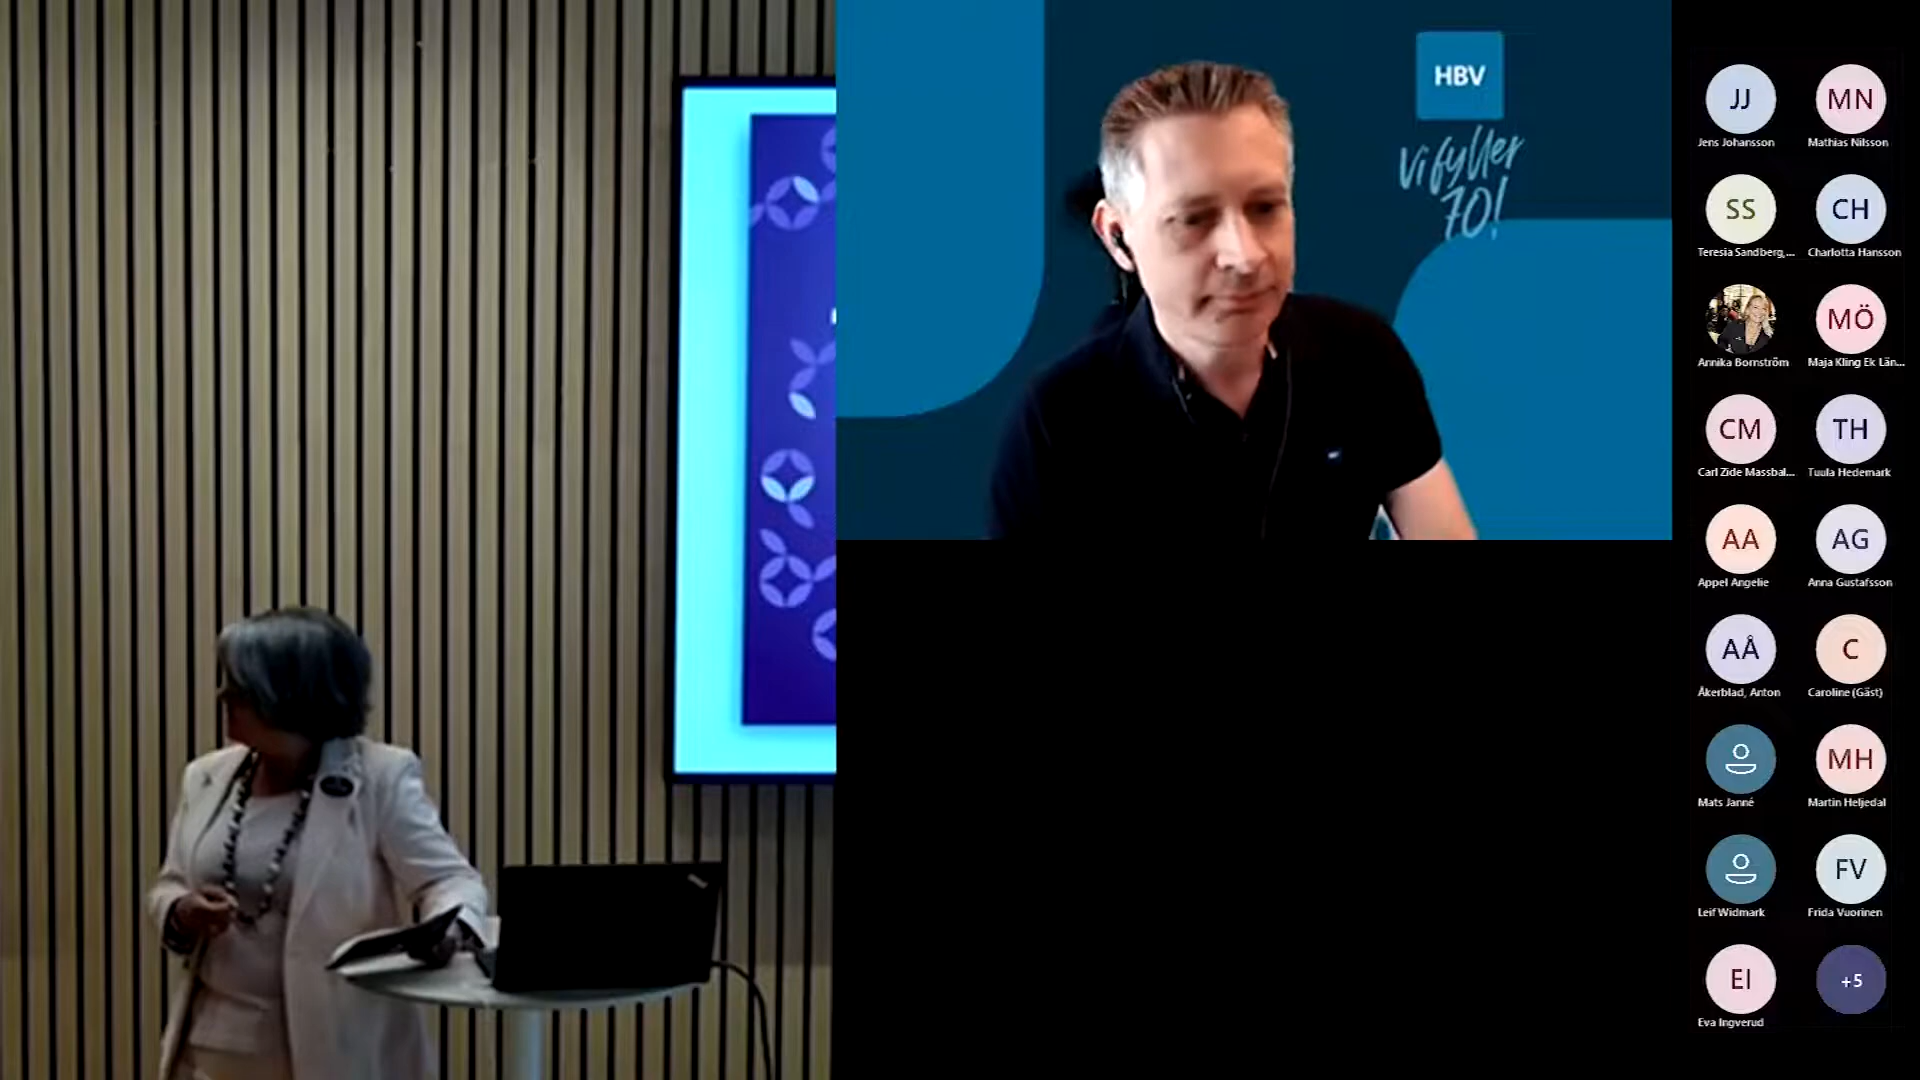 HBV
Vi fyller
70!
JJ
Jens Johansson
MN
Mathias Nilsson
SS
Teresia Sandberg,...
CH
Charlotta Hansson
Annika Bornström
MÖ
Maja Kling Ek Län...
CM
Carl Zide Massbal...
TH
Tuula Hedemark
AA
Appel Angelie
AG
Anna Gustafsson
AÅ
Åkerblad, Anton
C
Caroline (Gäst)
Mats Janné
MH
Martin Heljedal
Leif Widmark
FV
Frida Vuorinen
EI
Eva Ingverud
+5